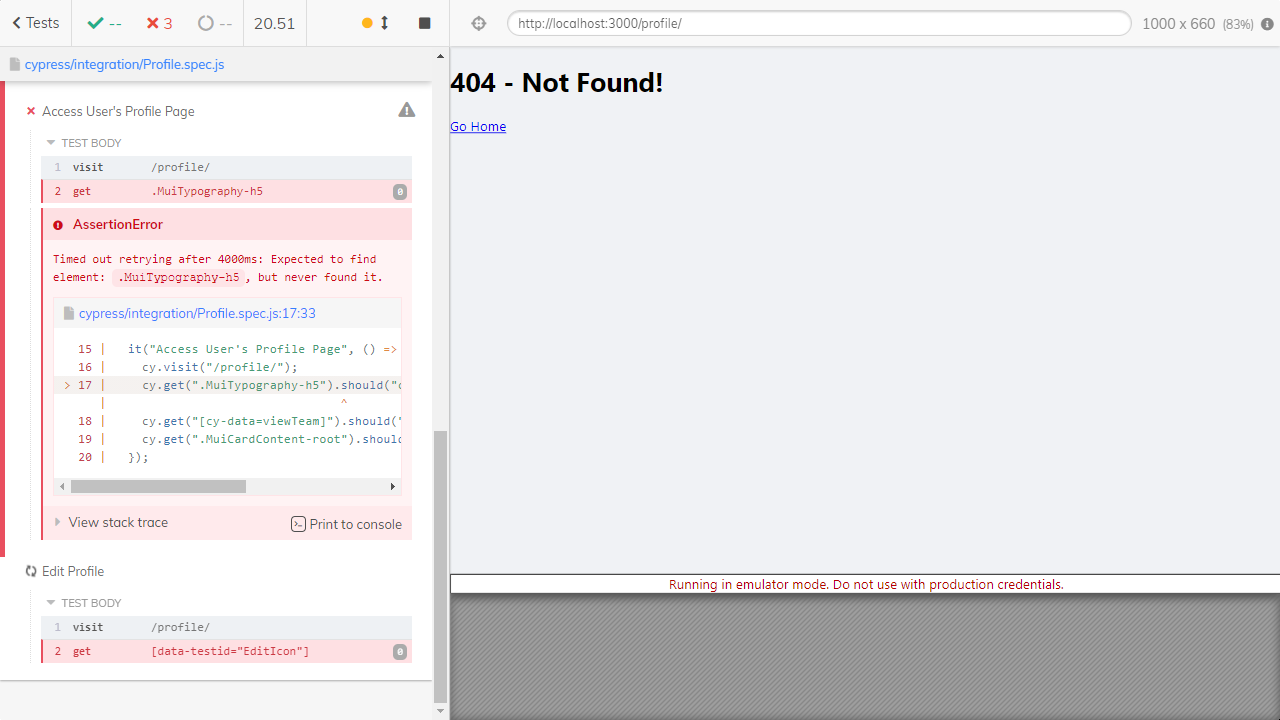 Tests
--
3
--
20.51
http://localhost:3000/profile/
1000 x 660 (83%)
cypress/integration/Profile.spec.js
Access User's Profile Page
TEST BODY
1 visit /profile/
2 get .MuiTypography-h5 0
AssertionError
Timed out retrying after 4000ms: Expected to find
element: .MuiTypography-h5, but never found it.
cypress/integration/Profile.spec.js:17:33
15 | it("Access User's Profile Page", () =>
16 | cy.visit("/profile/");
> 17 | cy.get(".MuiTypography-h5").should("c
| ^
18 | cy.get("[cy-data=viewTeam]").should("
19 | cy.get(".MuiCardContent-root").should
20 | });
View stack trace
Print to console
Edit Profile
TEST BODY
1 visit /profile/
2 get [data-testid="EditIcon"] 0
404 - Not Found!
Go Home
Running in emulator mode. Do not use with production credentials.